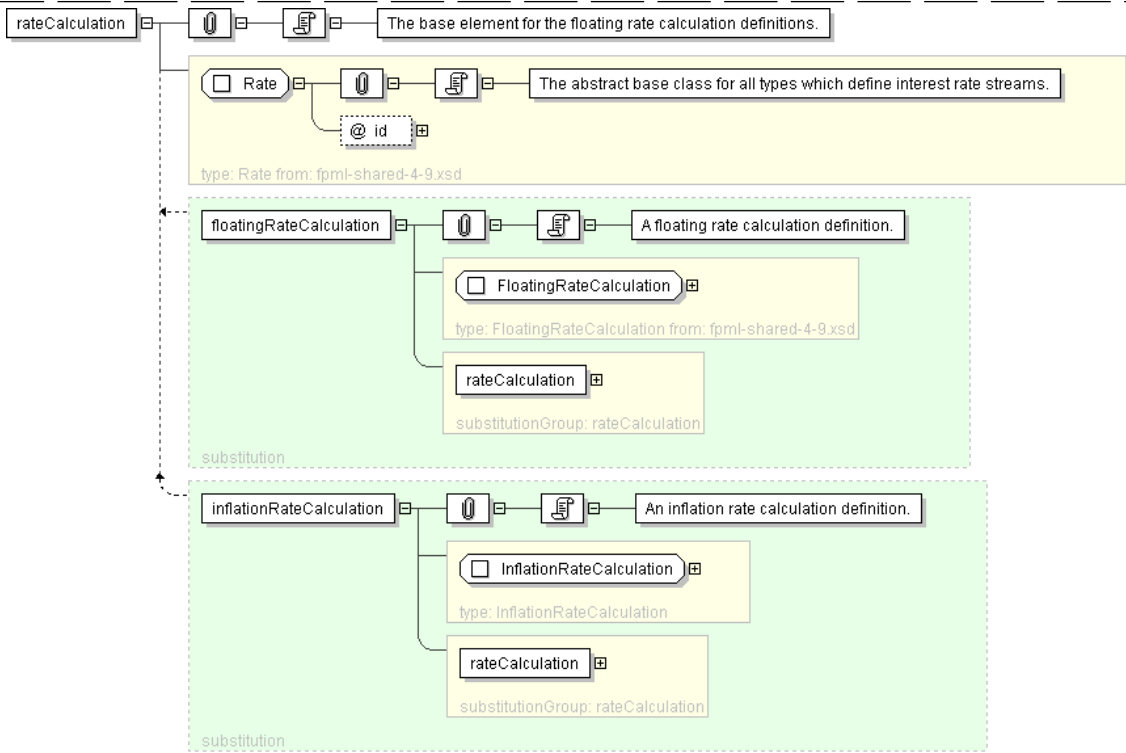 rateCalculation
The base element for the floating rate calculation definitions.
Rate
The abstract base class for all types which define interest rate streams.
@ id
type: Rate from: fpml-shared-4-9.xsd
floatingRateCalculation
A floating rate calculation definition.
FloatingRateCalculation
type: FloatingRateCalculation from: fpml-shared-4-9.xsd
rateCalculation
substitutionGroup: rateCalculation
substitution
inflationRateCalculation
An inflation rate calculation definition.
InflationRateCalculation
type: InflationRateCalculation
rateCalculation
substitutionGroup: rateCalculation
substitution